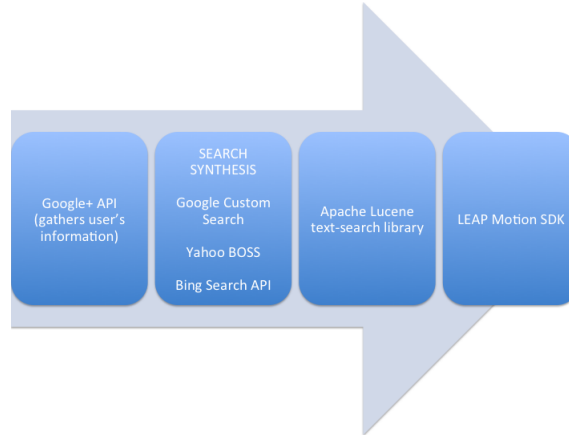 Google+ API
(gathers user's
information)
SEARCH
SYNTHESIS
Google Custom
Search
Yahoo BOSS
Bing Search API
Apache Lucene
text-search library
LEAP Motion SDK